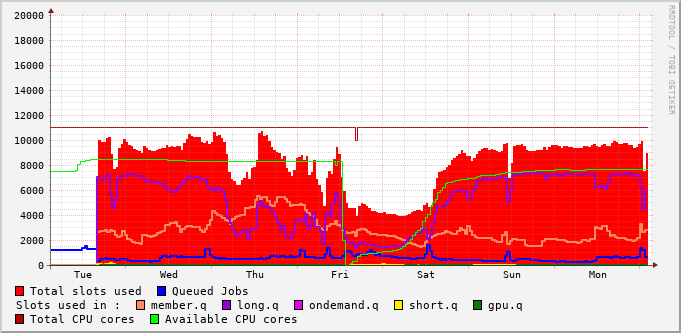 20000
18000
16000
14000
12000
10000
8000
6000
4000
2000
0
Tue Wed Thu Fri Sat Sun Mon
Total slots used Queued Jobs
Slots used in : member.q long.q ondemand.q short.q gpu.q
Total CPU cores Available CPU cores
RRDTOOL / TOBI OETIKER